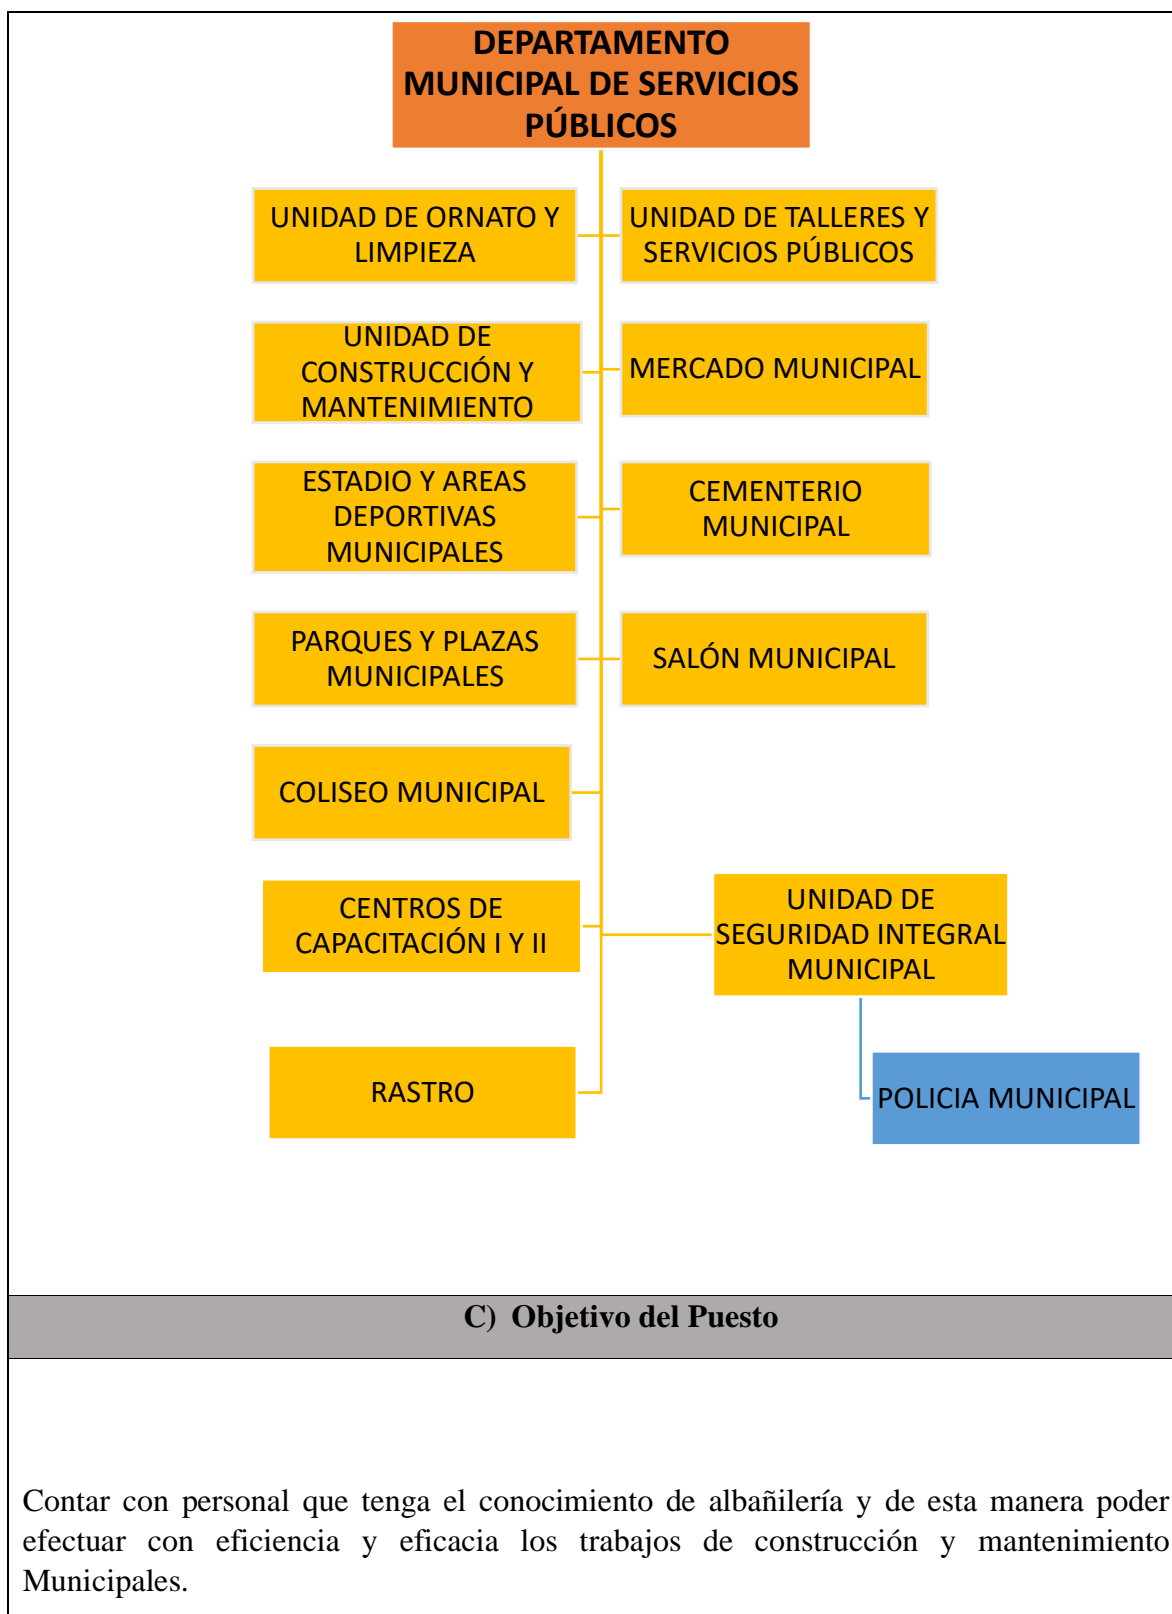 DEPARTAMENTO
MUNICIPAL DE SERVICIOS
PÚBLICOS
UNIDAD DE ORNATO Y
LIMPIEZA
UNIDAD DE TALLERES Y
SERVICIOS PÚBLICOS
UNIDAD DE
CONSTRUCCIÓN Y
MANTENIMIENTO
MERCADO MUNICIPAL
ESTADIO Y AREAS
DEPORTIVAS
MUNICIPALES
CEMENTERIO
MUNICIPAL
PARQUES Y PLAZAS
MUNICIPALES
SALÓN MUNICIPAL
COLISEO MUNICIPAL
CENTROS DE
CAPACITACIÓN I Y II
UNIDAD DE
SEGURIDAD INTEGRAL
MUNICIPAL
RASTRO
POLICIA MUNICIPAL
C) Objetivo del Puesto
Contar con personal que tenga el conocimiento de albañilería y de esta manera poder
efectuar con eficiencia y eficacia los trabajos de construcción y mantenimiento
Municipales.